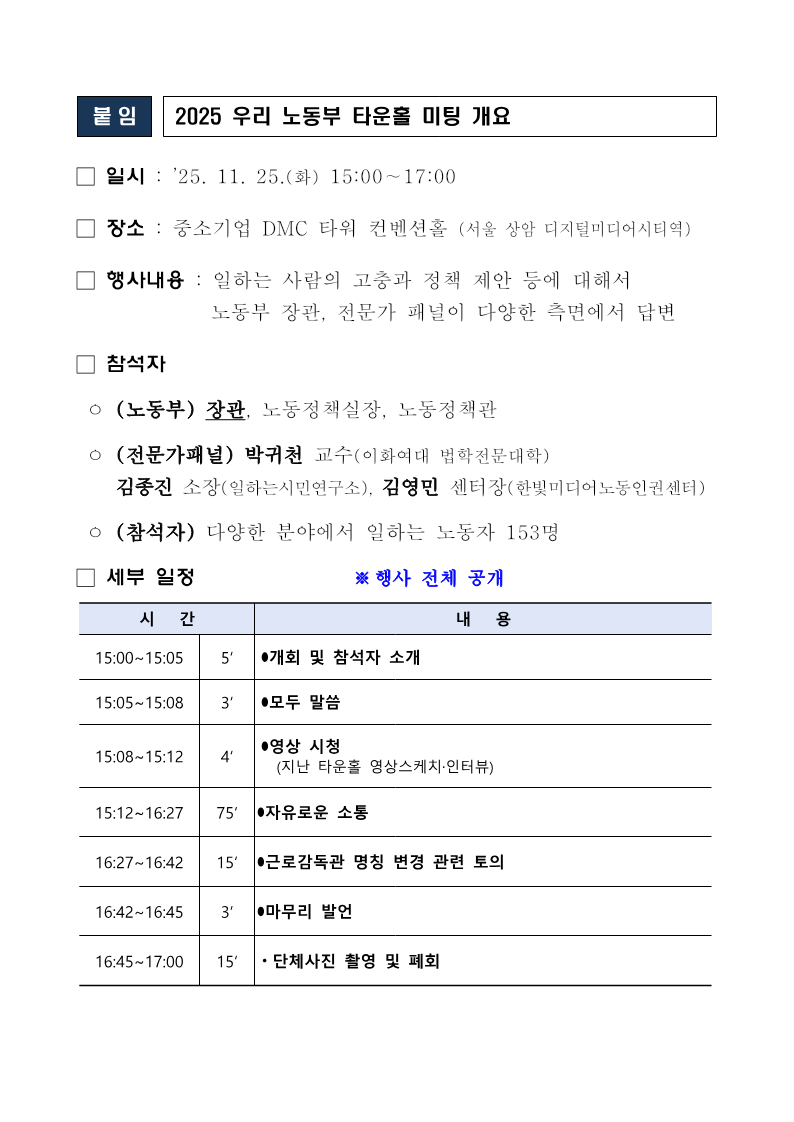 붙 임
2025 우리 노동부 타운홀 미팅 개요
□ 일시 : ’25. 11. 25.(화) 15:00~17:00
□ 장소 : 중소기업 DMC 타워 컨벤션홀 (서울 상암 디지털미디어시티역)
□ 행사내용 : 일하는 사람의 고충과 정책 제안 등에 대해서
노동부 장관, 전문가 패널이 다양한 측면에서 답변
□ 참석자
ㅇ (노동부) 장관, 노동정책실장, 노동정책관
ㅇ (전문가패널) 박귀천 교수(이화여대 법학전문대학)
김종진 소장(일하는시민연구소), 김영민 센터장(한빛미디어노동인권센터)
ㅇ (참석자) 다양한 분야에서 일하는 노동자 153명
□ 세부 일정 ※ 행사 전체 공개
시 간 내 용
15:00~15:05 5‘ ●개회 및 참석자 소개
15:05~15:08 3‘ ●모두 말씀
15:08~15:12 4‘ ●영상 시청
(지난 타운홀 영상스케치·인터뷰)
15:12~16:27 75‘ ●자유로운 소통
16:27~16:42 15‘ ●근로감독관 명칭 변경 관련 토의
16:42~16:45 3‘ ●마무리 발언
16:45~17:00 15‘ ・단체사진 촬영 및 폐회